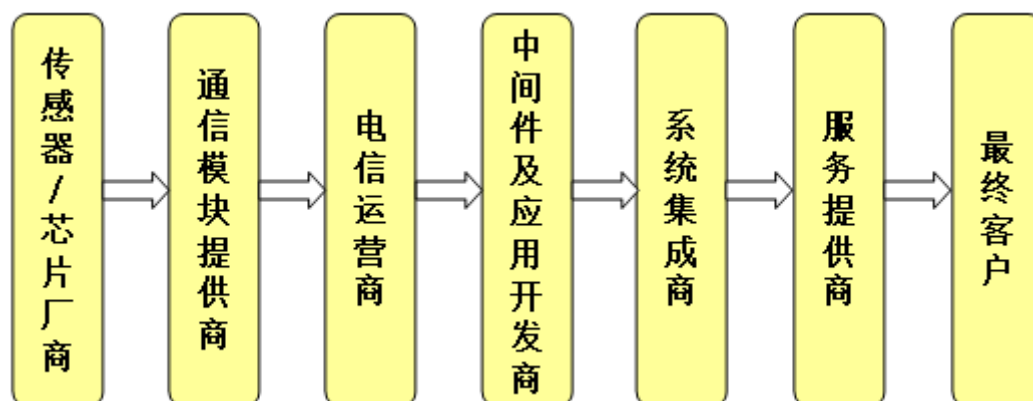 传感器/芯片厂商
通信模块提供商
电信运营商
中间件及应用开发商
系统集成商
服务提供商
最终客户